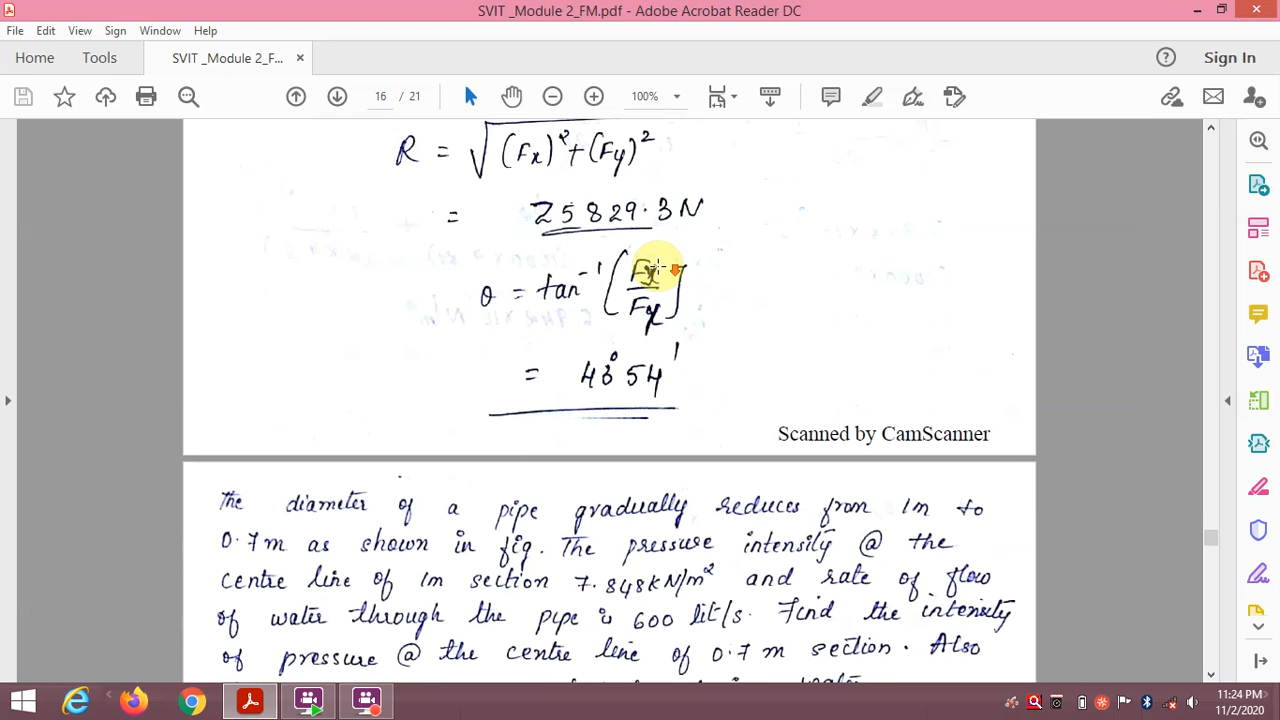 SVIT _Module 2_FM.pdf - Adobe Acrobat Reader DC
File Edit View Sign Window Help
Home Tools SVIT _Module 2_F... × Sign In
16 / 21 100%
R = √(Fx)²+(Fy)²
= 25829.3 N
θ = tan⁻¹ (Fx/Fy)
= 43°54'
Scanned by CamScanner
The diameter of a pipe gradually reduces from 1m to
0.7m as shown in fig. The pressure intensity @ the
centre line of 1m section 7.848kN/m² and rate of flow
of water through the pipe is 600 lit/s. Find the intensity
of pressure @ the centre line of 0.7 m section. Also
water
11:24 PM
11/2/2020